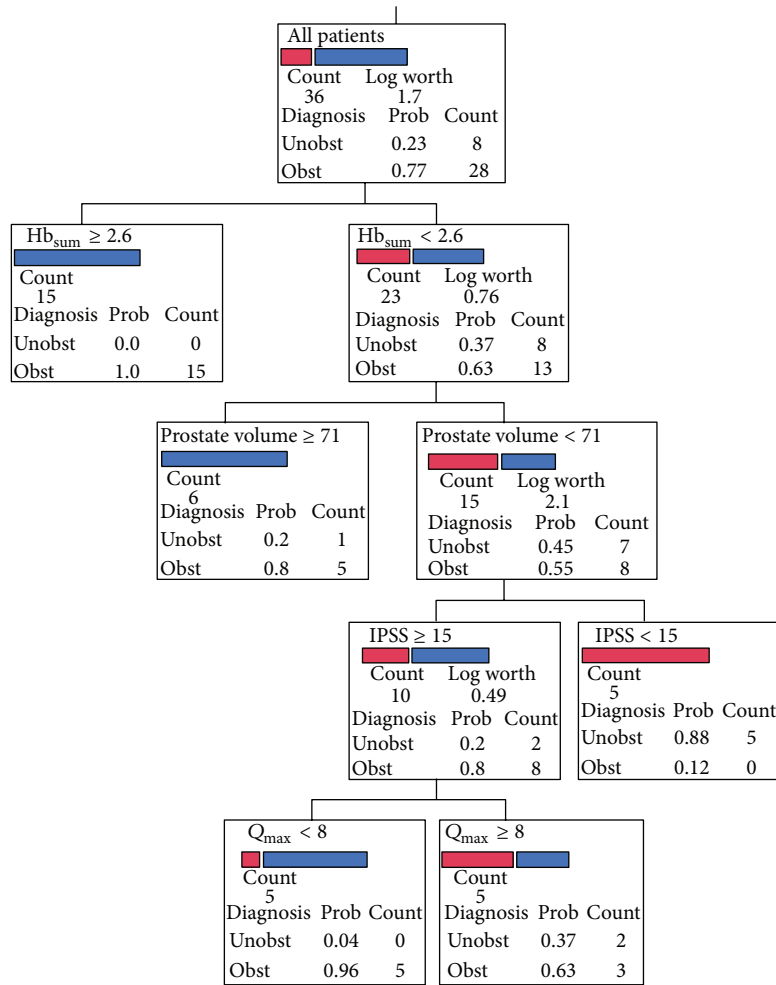 All patients
Count Log worth
36 1.7
Diagnosis Prob Count
Unobst 0.23 8
Obst 0.77 28
Hb_sum ≥ 2.6
Count
15
Diagnosis Prob Count
Unobst 0.0 0
Obst 1.0 15
Hb_sum < 2.6
Count Log worth
23 0.76
Diagnosis Prob Count
Unobst 0.37 8
Obst 0.63 13
Prostate volume ≥ 71
Count
6
Diagnosis Prob Count
Unobst 0.2 1
Obst 0.8 5
Prostate volume < 71
Count Log worth
15 2.1
Diagnosis Prob Count
Unobst 0.45 7
Obst 0.55 8
IPSS ≥ 15
Count Log worth
10 0.49
Diagnosis Prob Count
Unobst 0.2 2
Obst 0.8 8
IPSS < 15
Count
5
Diagnosis Prob Count
Unobst 0.88 5
Obst 0.12 0
Q_max < 8
Count
5
Diagnosis Prob Count
Unobst 0.04 0
Obst 0.96 5
Q_max ≥ 8
Count
5
Diagnosis Prob Count
Unobst 0.37 2
Obst 0.63 3